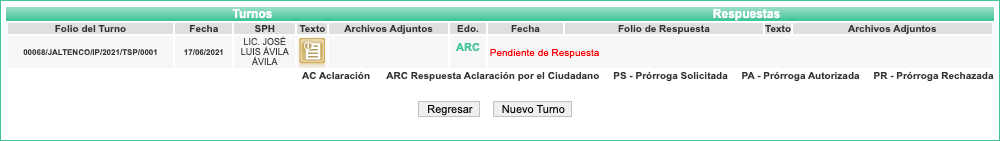 Turnos Respuestas
Folio del Turno Fecha SPH Texto Archivos Adjuntos Edo. Fecha Folio de Respuesta Texto Archivos Adjuntos
00068/JALTENCO/IP/2021/TSP/0001 17/06/2021 LIC. JOSÉ LUIS ÁVILA ÁVILA ARC Pendiente de Respuesta
AC Aclaración ARC Respuesta Aclaración por el Ciudadano PS - Prórroga Solicitada PA - Prórroga Autorizada PR - Prórroga Rechazada
Regresar Nuevo Turno